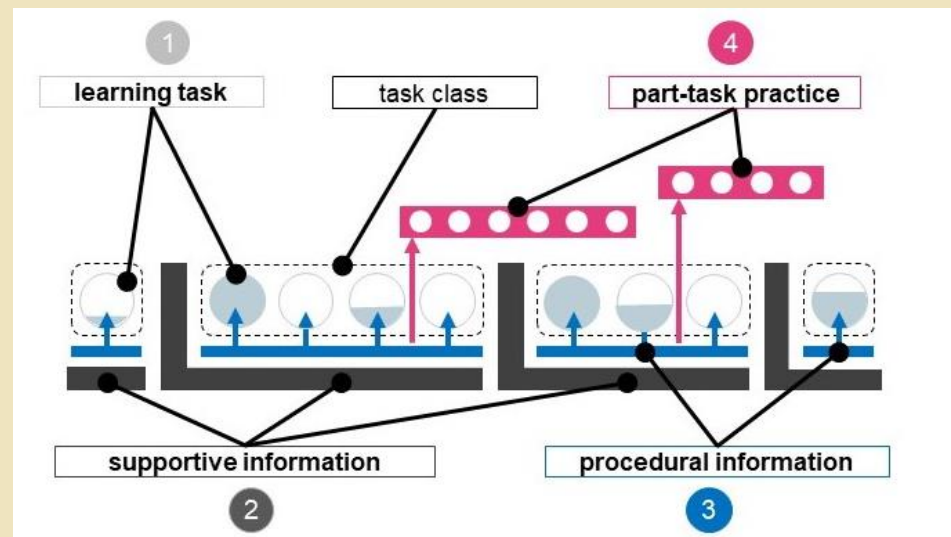 1
4
learning task
task class
part-task practice
supportive information
procedural information
2
3